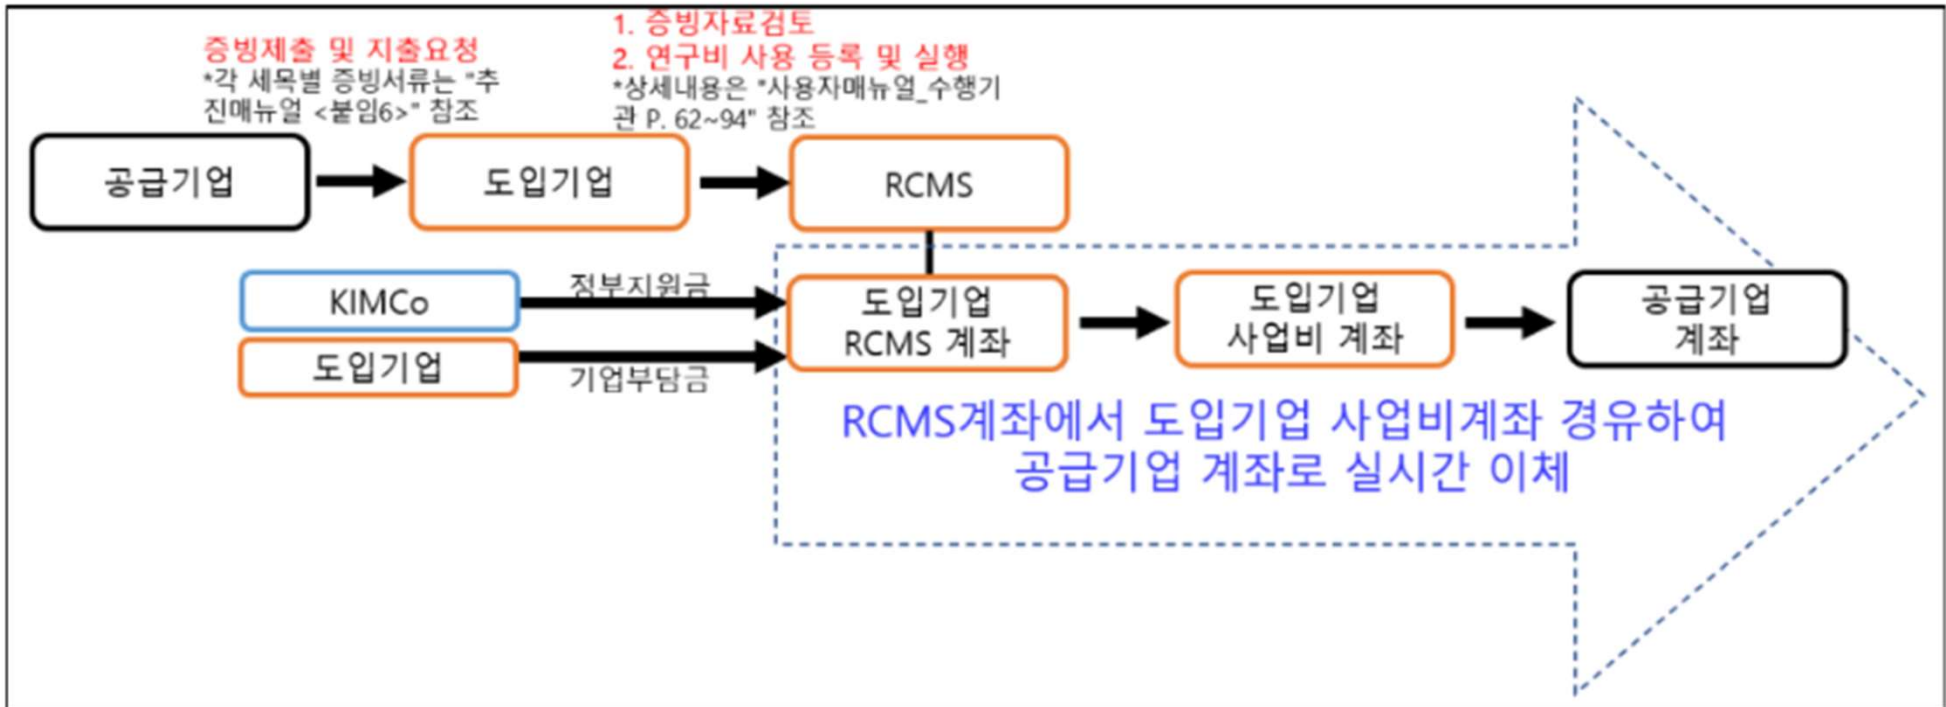 증빙제출 및 지출요청
*각 세목별 증빙서류는 "추
진매뉴얼 <붙임6>" 참조
1. 증빙자료검토
2. 연구비 사용 등록 및 실행
*상세내용은 "사용자매뉴얼_수행기
관 P. 62~94" 참조
공급기업
도입기업
RCMS
KIMCo
정부지원금
도입기업
기업부담금
도입기업
RCMS 계좌
도입기업
사업비 계좌
공급기업
계좌
RCMS계좌에서 도입기업 사업비계좌 경유하여
공급기업 계좌로 실시간 이체